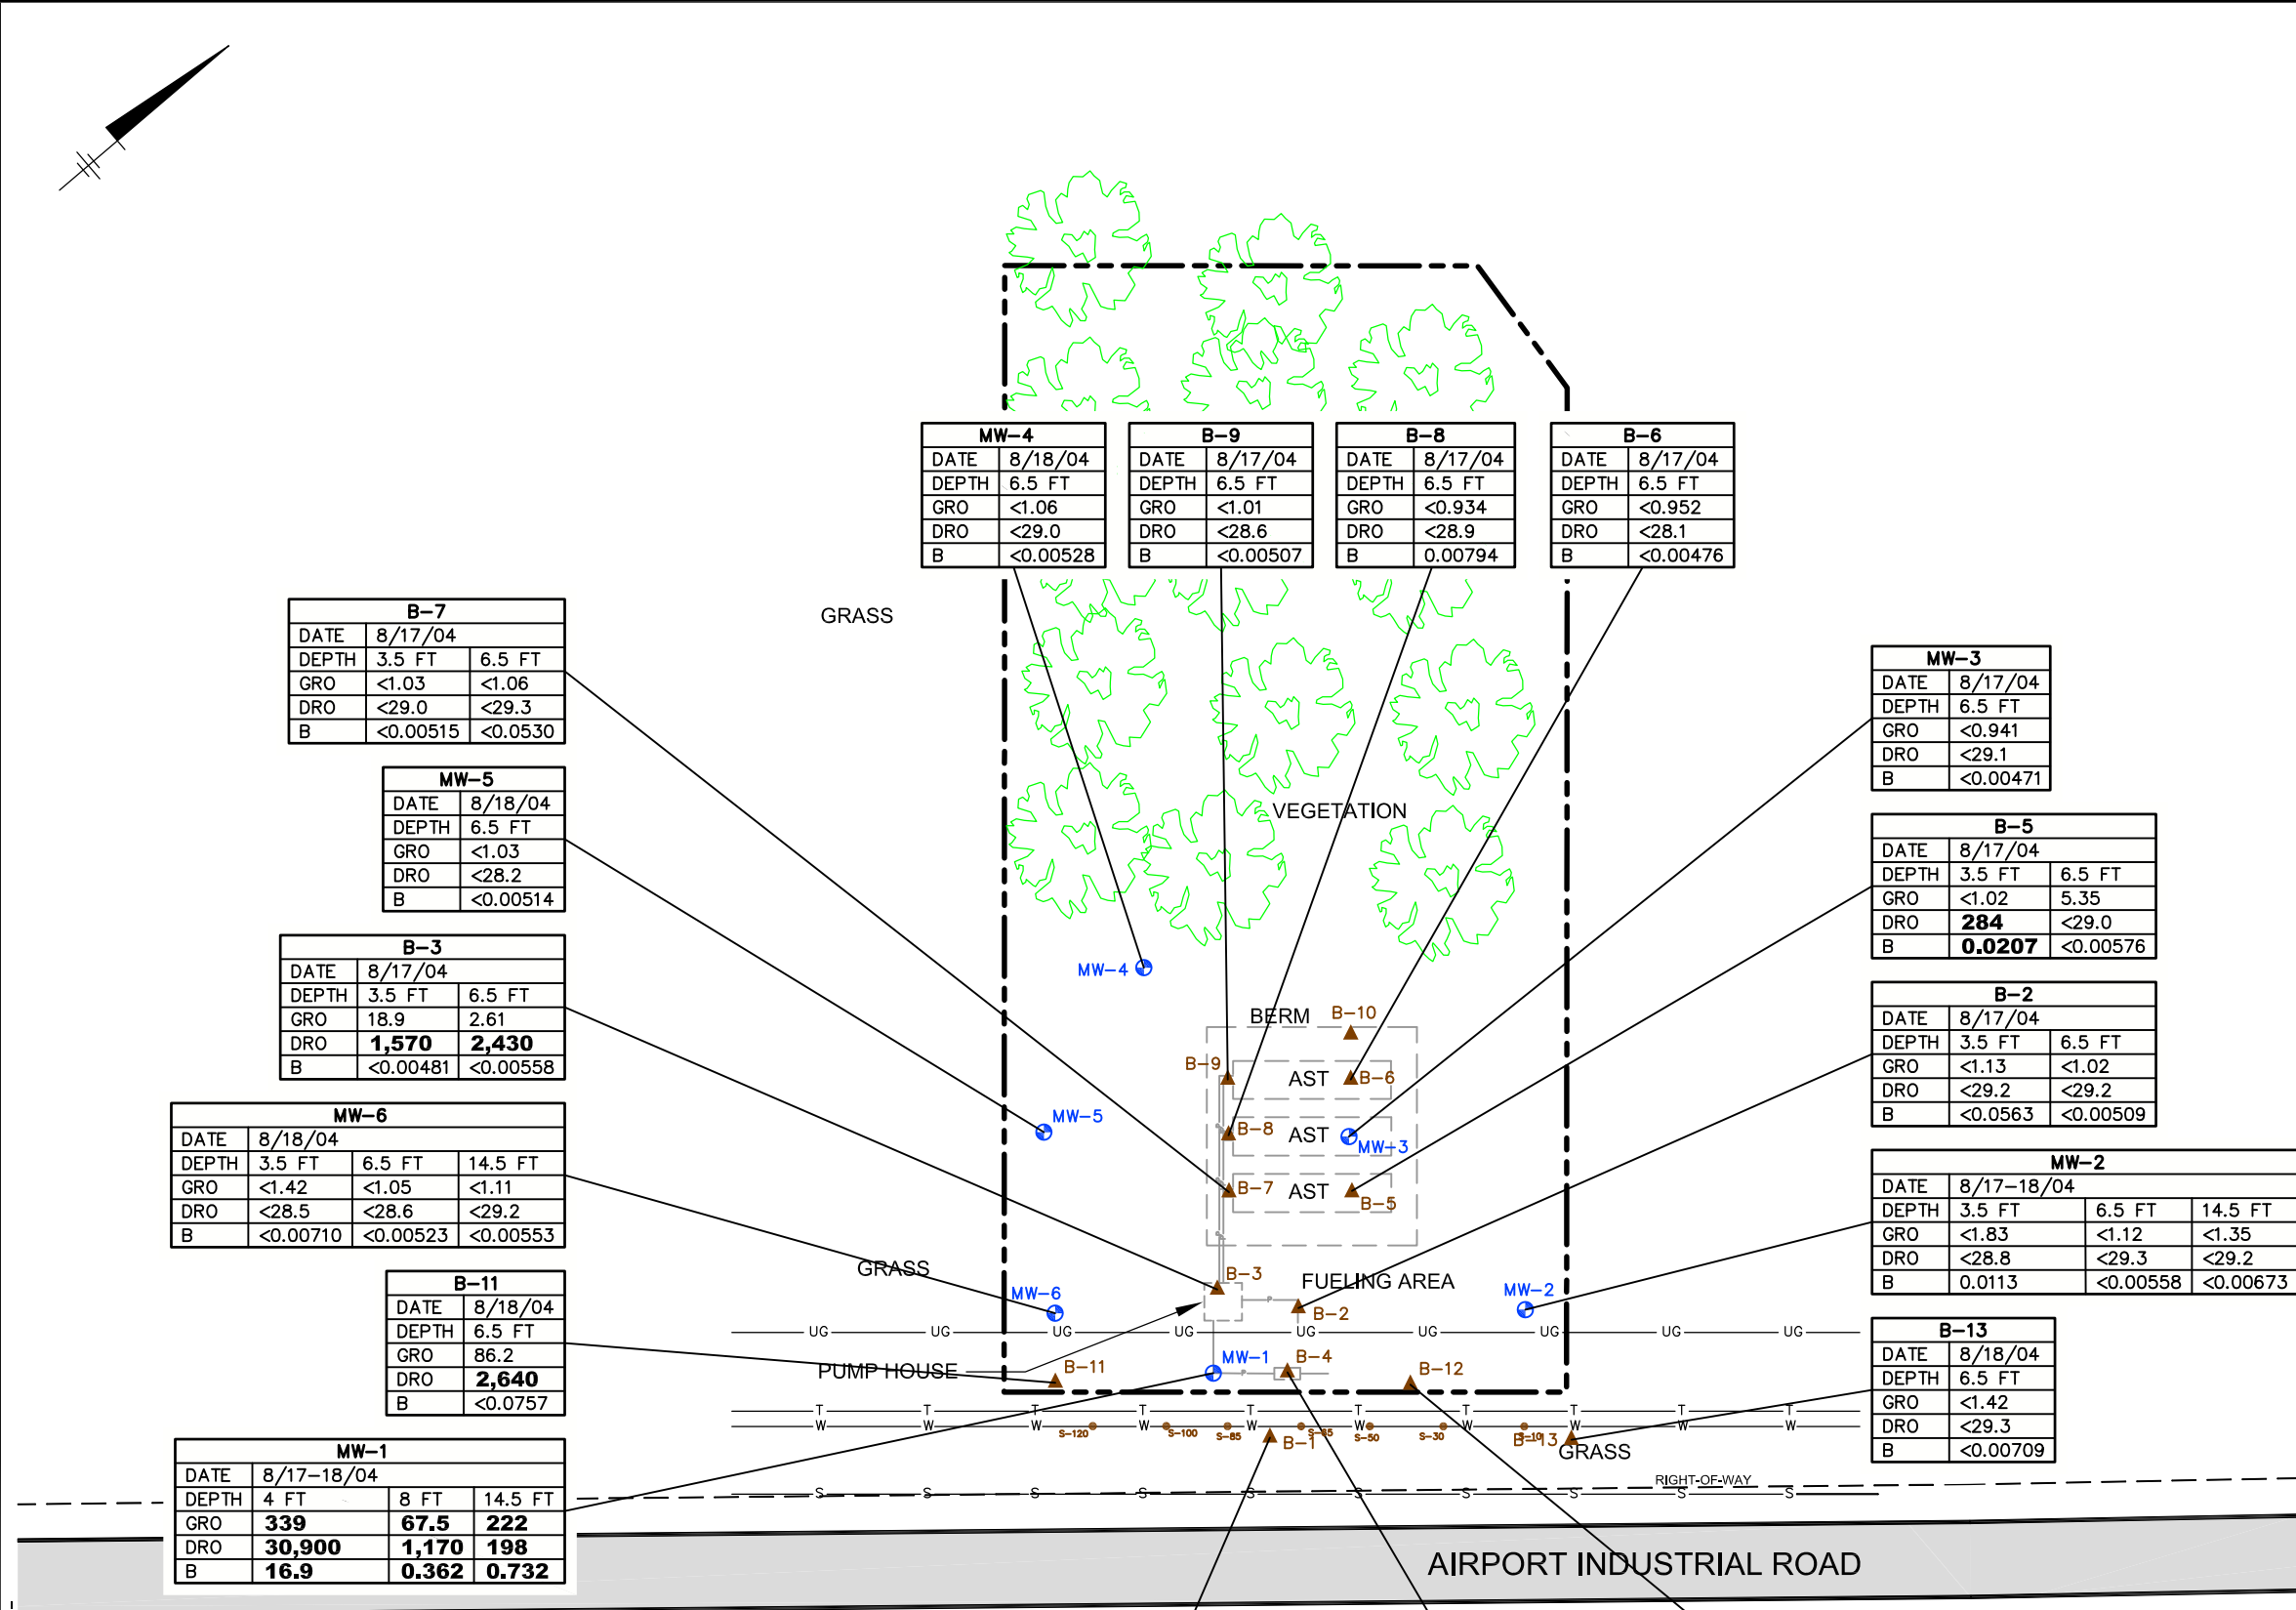 MW-4
DATE 8/18/04
DEPTH 6.5 FT
GRO <1.06
DRO <29.0
B <0.00528
B-9
DATE 8/17/04
DEPTH 6.5 FT
GRO <1.01
DRO <28.6
B <0.00507
B-8
DATE 8/17/04
DEPTH 6.5 FT
GRO <0.934
DRO <28.9
B 0.00794
B-6
DATE 8/17/04
DEPTH 6.5 FT
GRO <0.952
DRO <28.1
B <0.00476
B-7
DATE 8/17/04
DEPTH 3.5 FT 6.5 FT
GRO <1.03 <1.06
DRO <29.0 <29.3
B <0.00515 <0.0530
MW-5
DATE 8/18/04
DEPTH 6.5 FT
GRO <1.03
DRO <28.2
B <0.00514
B-3
DATE 8/17/04
DEPTH 3.5 FT 6.5 FT
GRO 18.9 2.61
DRO 1,570 2,430
B <0.00481 <0.00558
MW-6
DATE 8/18/04
DEPTH 3.5 FT 6.5 FT 14.5 FT
GRO <1.42 <1.05 <1.11
DRO <28.5 <28.6 <29.2
B <0.00710 <0.00523 <0.00553
B-11
DATE 8/18/04
DEPTH 6.5 FT
GRO 86.2
DRO 2,640
B <0.0757
MW-1
DATE 8/17-18/04
DEPTH 4 FT 8 FT 14.5 FT
GRO 339 67.5 222
DRO 30,900 1,170 198
B 16.9 0.362 0.732
MW-3
DATE 8/17/04
DEPTH 6.5 FT
GRO <0.941
DRO <29.1
B <0.00471
B-5
DATE 8/17/04
DEPTH 3.5 FT 6.5 FT
GRO <1.02 5.35
DRO 284 <29.0
B 0.0207 <0.00576
B-2
DATE 8/17/04
DEPTH 3.5 FT 6.5 FT
GRO <1.13 <1.02
DRO <29.2 <29.2
B <0.0563 <0.00509
MW-2
DATE 8/17-18/04
DEPTH 3.5 FT 6.5 FT 14.5 FT
GRO <1.83 <1.12 <1.35
DRO <28.8 <29.3 <29.2
B 0.0113 <0.00558 <0.00673
B-13
DATE 8/18/04
DEPTH 6.5 FT
GRO <1.42
DRO <29.3
B <0.00709
GRASS
VEGETATION
MW-4
BERM B-10
B-9 AST B-6
MW-5
B-8 AST MW-3
B-7 AST B-5
GRASS B-3 FUELING AREA
MW-6 B-2 MW-2
UG UG UG UG UG UG UG UG UG
PUMP HOUSE B-11 MW-1 B-4 B-12
T T T T T T T T T T
W W W W W W W W W W
S-120 S-100 S-85 S-50 S-30 S-10
B-1 B-13
GRASS
RIGHT-OF-WAY
S S S S S S S S S S
AIRPORT INDUSTRIAL ROAD